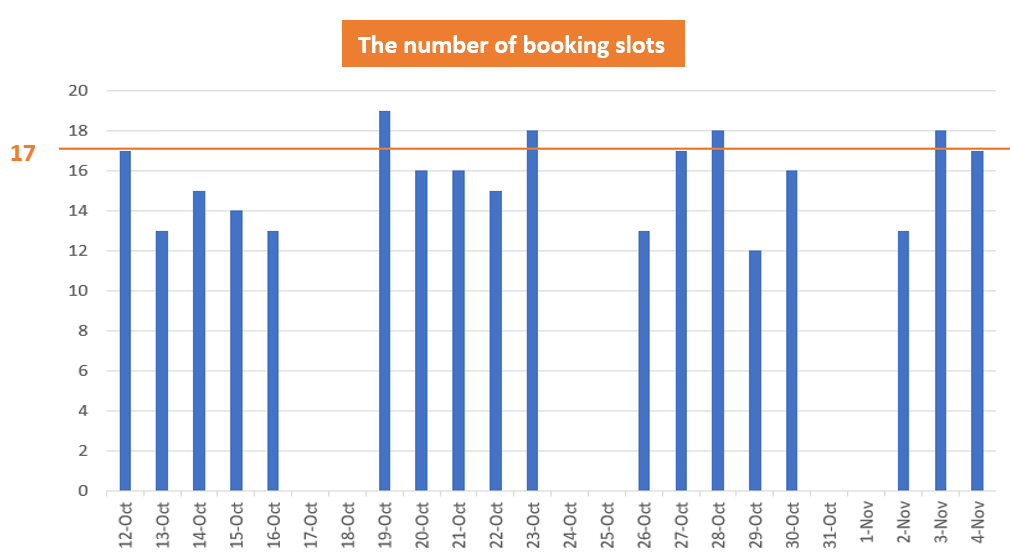 The number of booking slots
20
18
17
16
14
12
10
8
6
4
2
0
12-Oct
13-Oct
14-Oct
15-Oct
16-Oct
17-Oct
18-Oct
19-Oct
20-Oct
21-Oct
22-Oct
23-Oct
24-Oct
25-Oct
26-Oct
27-Oct
28-Oct
29-Oct
30-Oct
31-Oct
1-Nov
2-Nov
3-Nov
4-Nov